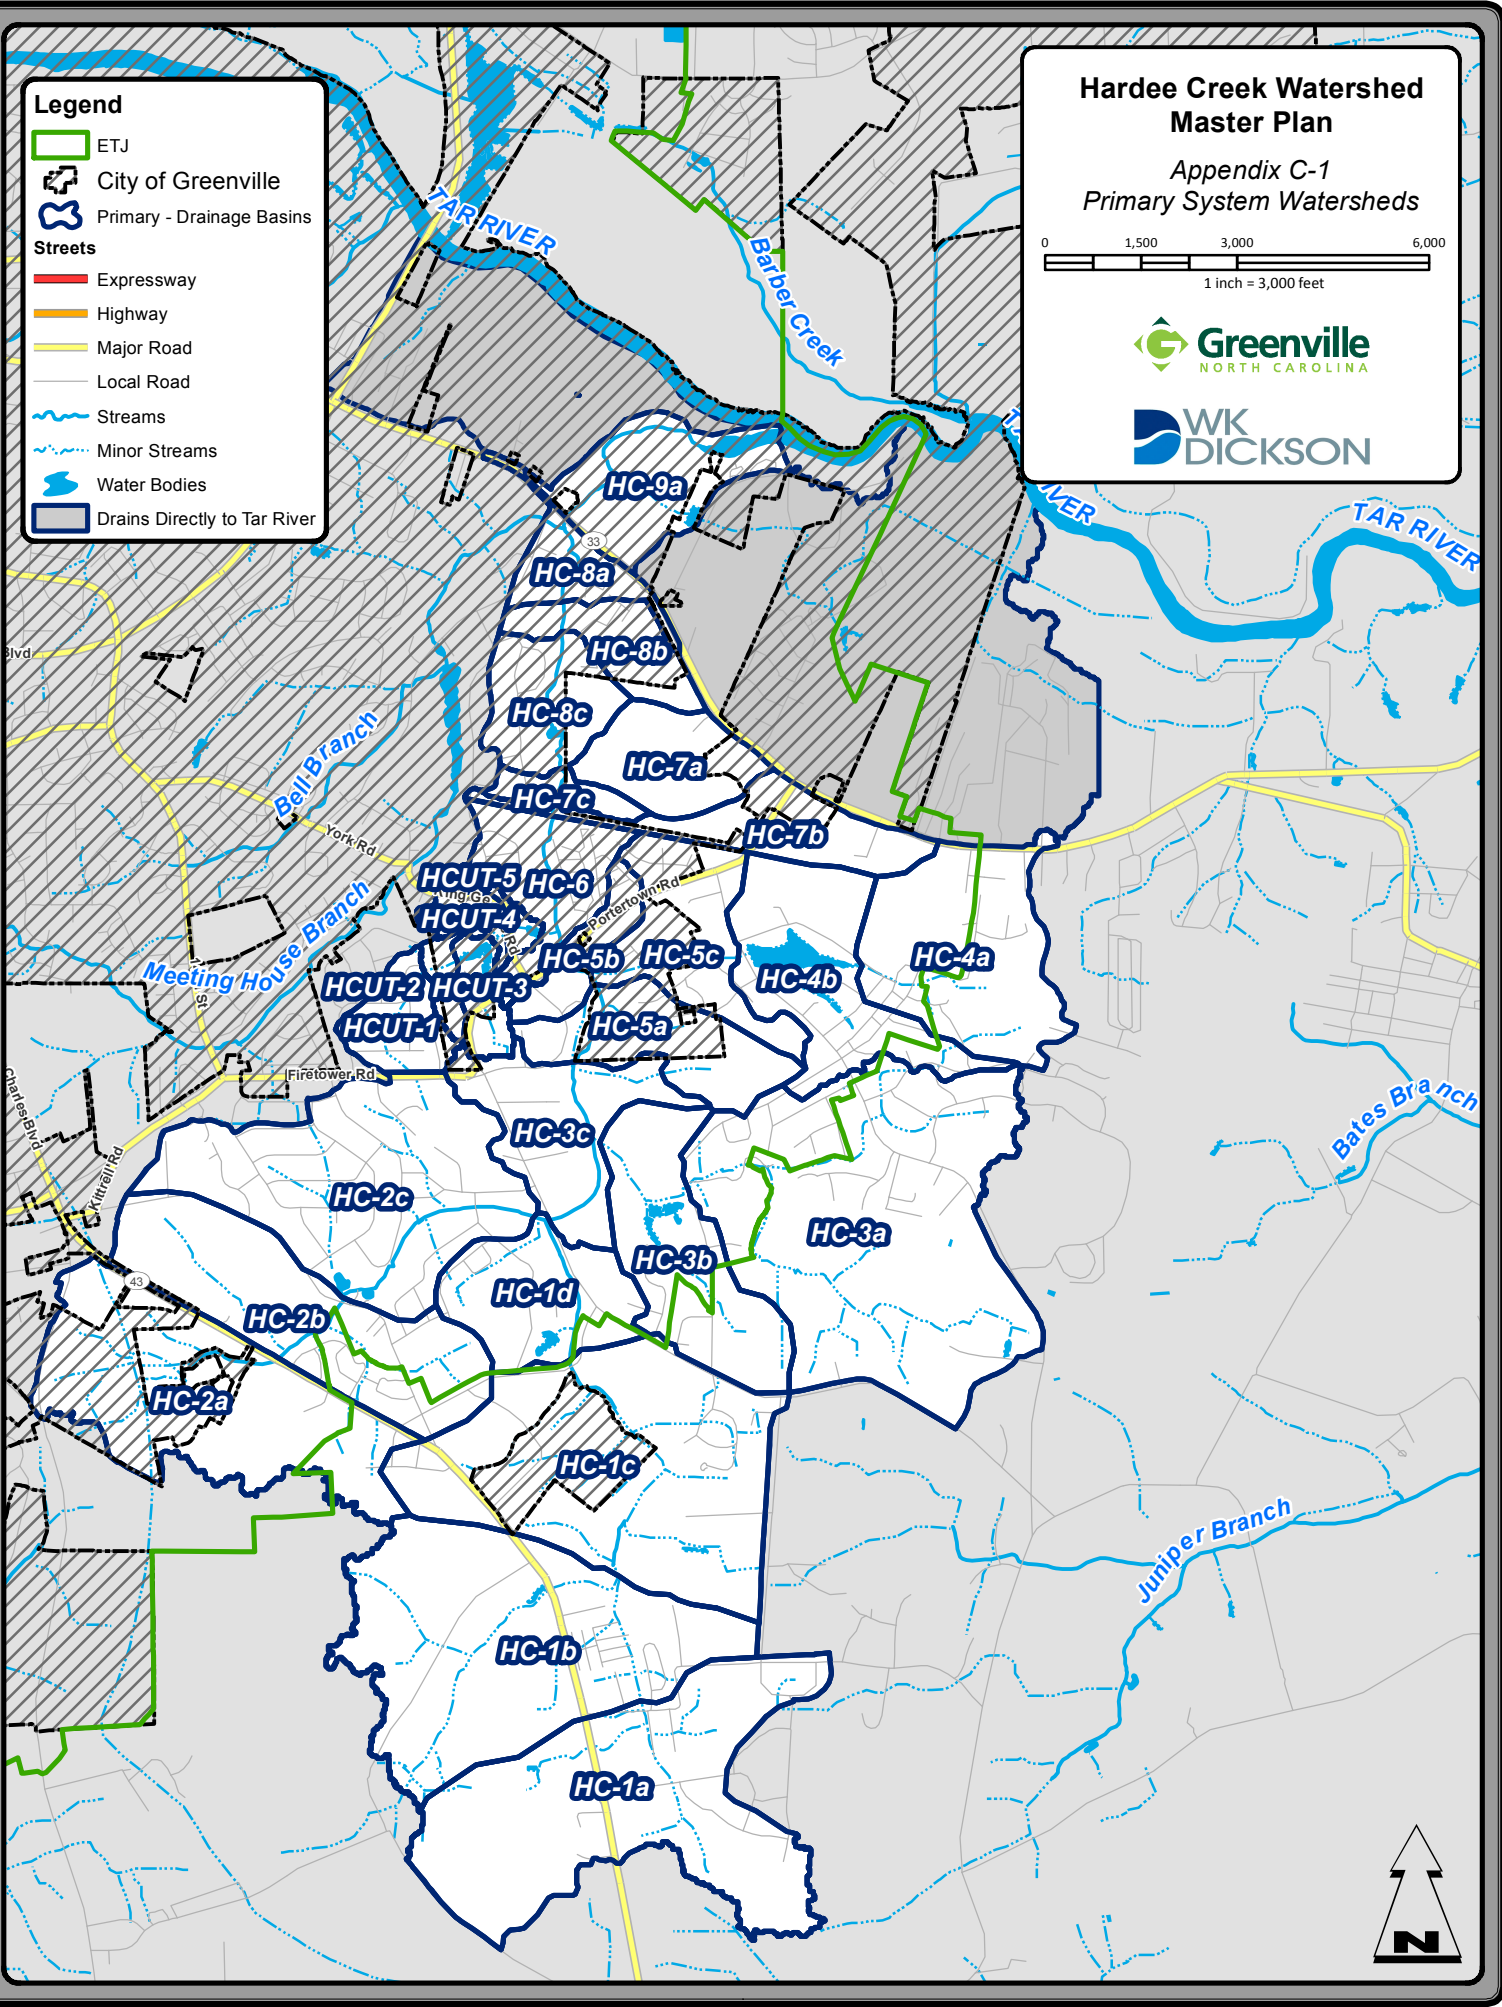 Legend
ETJ
City of Greenville
Primary - Drainage Basins
Streets
Expressway
Highway
Major Road
Local Road
Streams
Minor Streams
Water Bodies
Drains Directly to Tar River
Hardee Creek Watershed
Master Plan
Appendix C-1
Primary System Watersheds
0 1,500 3,000 6,000
1 inch = 3,000 feet
Greenville
NORTH CAROLINA
WK
DICKSON
TAR RIVER
Barber Creek
TAR RIVER
HC-9a
33
HC-8a
HC-8b
Blvd
HC-8c
Bell Branch
HC-7a
HC-7c
HC-7b
York Rd
HCUT-5
HC-6
Portertown Rd
HCUT-4
Rd
Meeting House Branch
St
HC-5b
HC-5c
HC-4a
HC-4b
HCUT-2
HCUT-3
HCUT-1
HC-5a
Firetower Rd
Charles Blvd
Bates Branch
HC-3c
Kittrell Rd
HC-2c
HC-3a
HC-3b
43
HC-1d
HC-2b
HC-2a
HC-1c
Juniper Branch
HC-1b
HC-1a
N